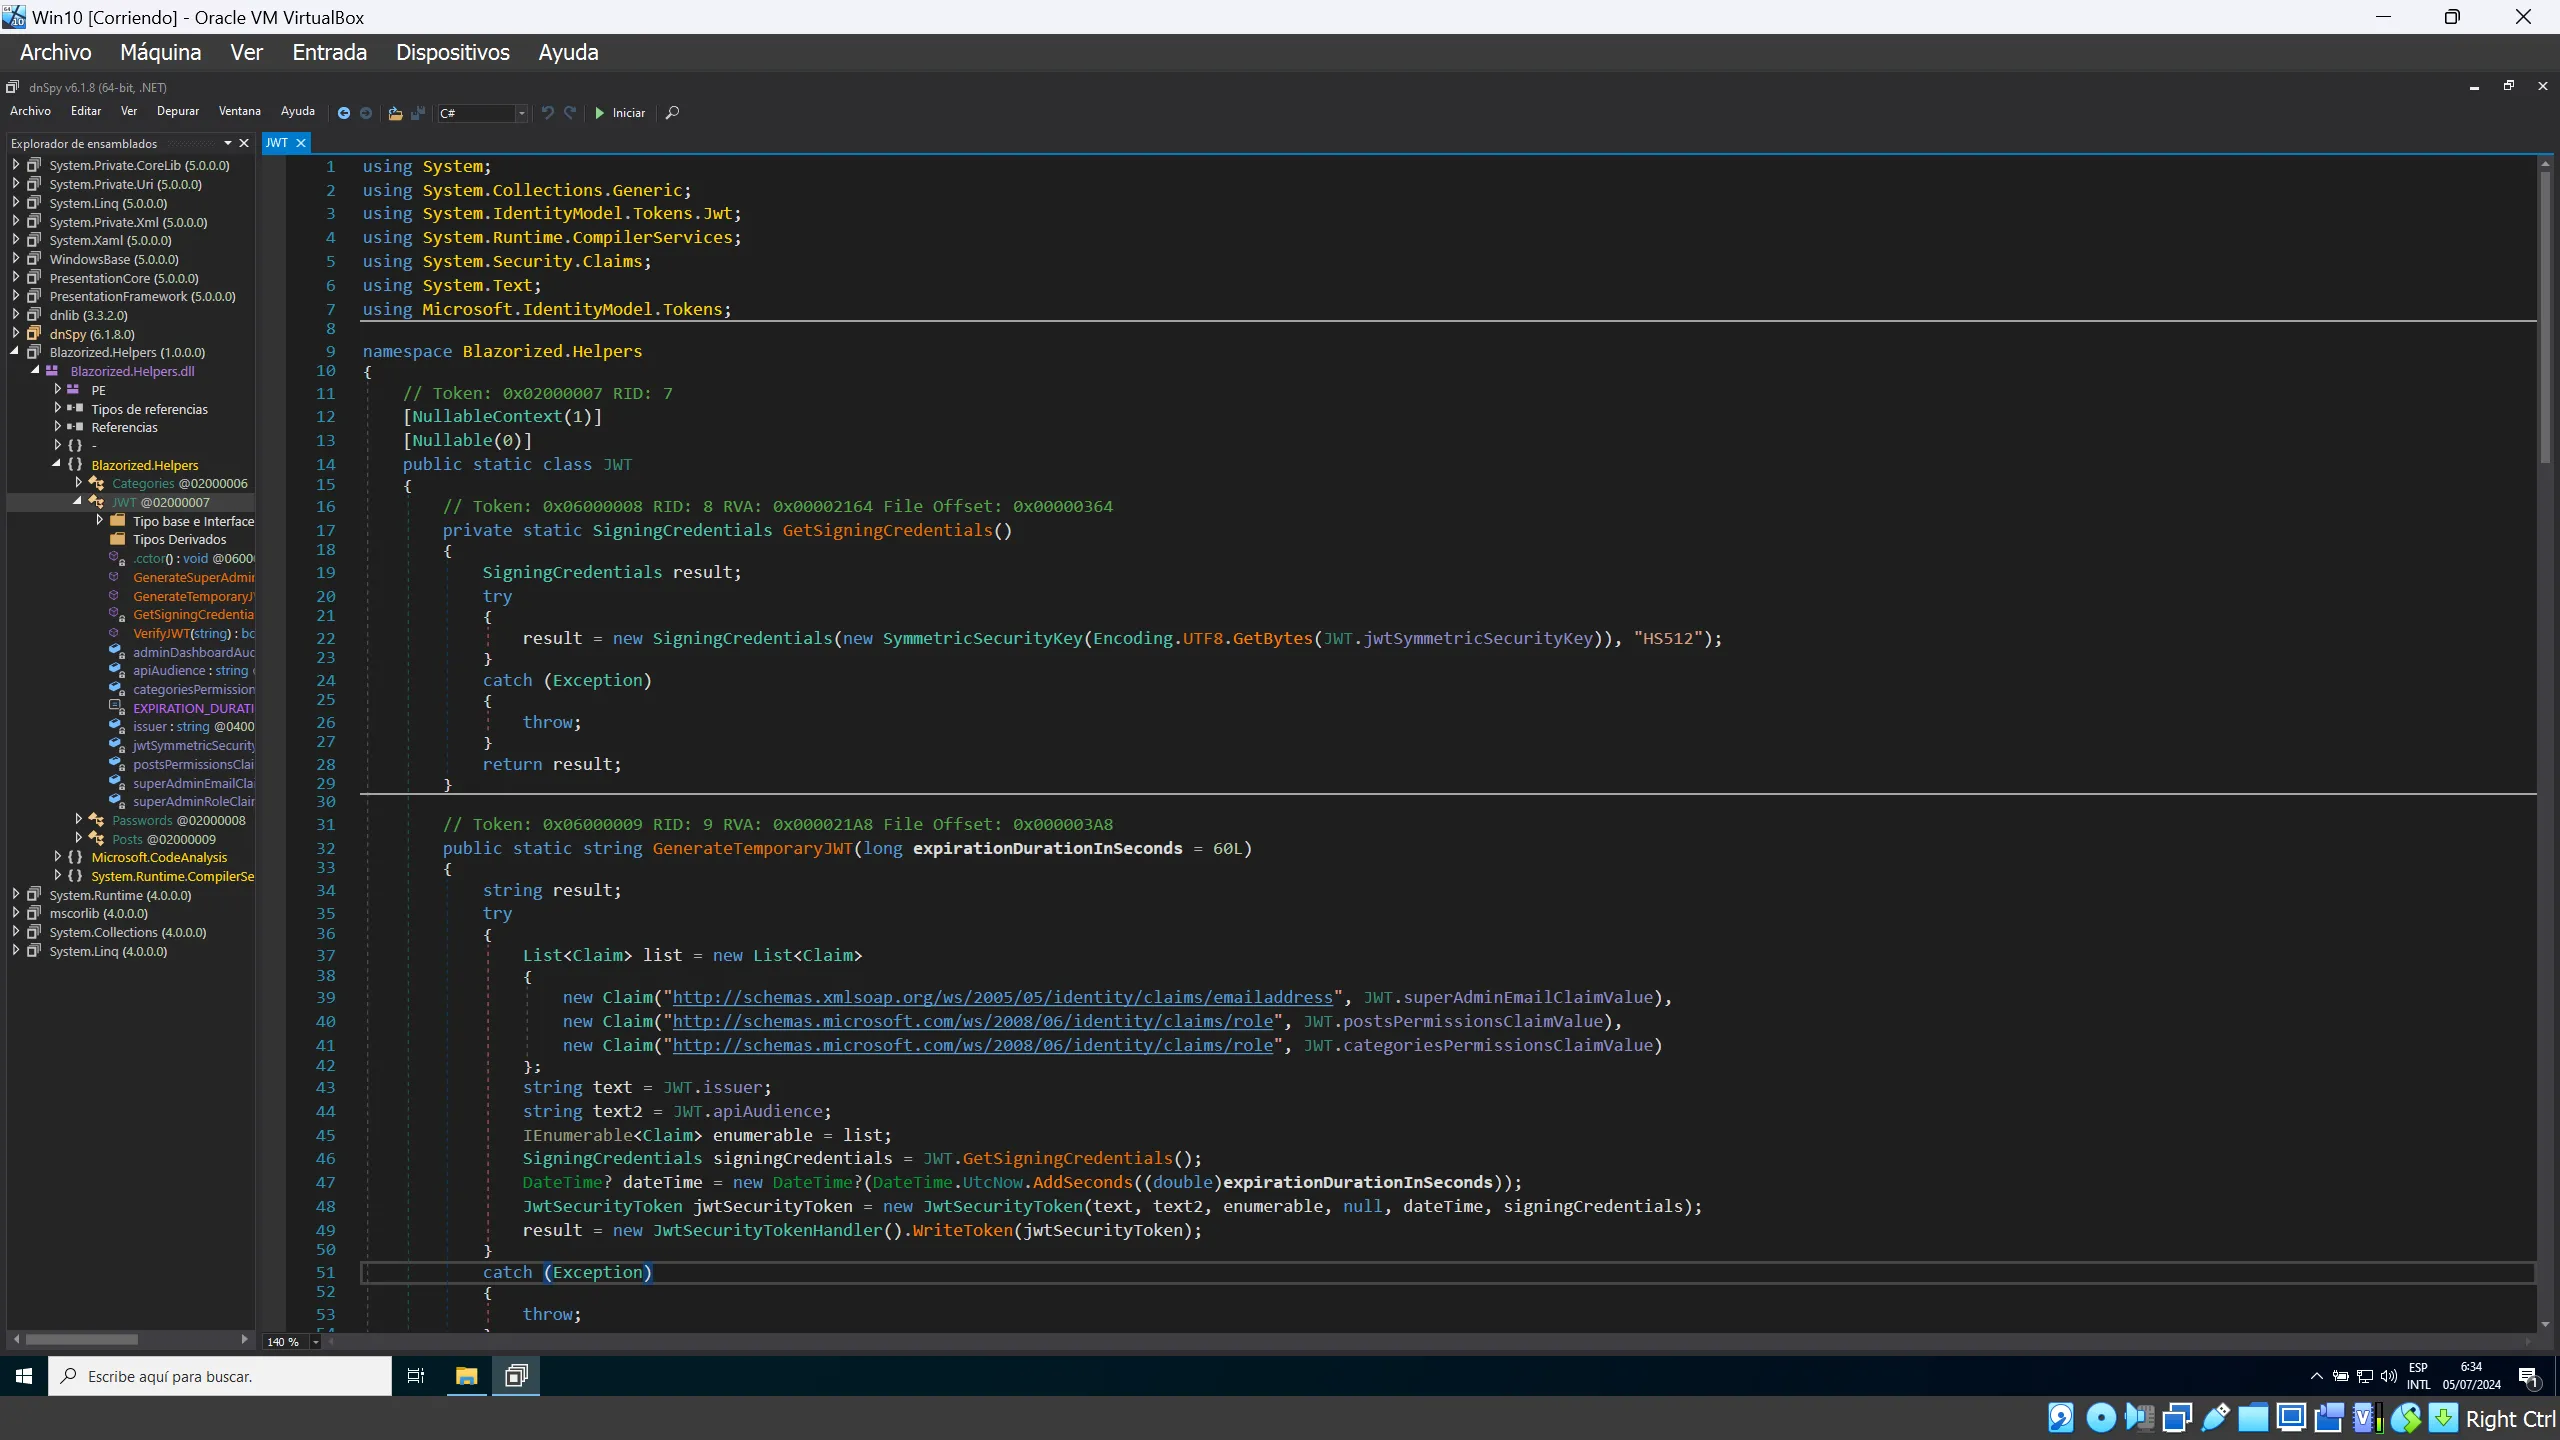 Win10 [Corriendo] - Oracle VM VirtualBox
Archivo Máquina Ver Entrada Dispositivos Ayuda
dnSpy v6.1.8 (64-bit, .NET)
Archivo Editar Ver Depurar Ventana Ayuda C# Iniciar
Explorador de ensamblados
System.Private.CoreLib (5.0.0.0)
System.Private.Uri (5.0.0.0)
System.Linq (5.0.0.0)
System.Private.Xml (5.0.0.0)
System.Xaml (5.0.0.0)
WindowsBase (5.0.0.0)
PresentationCore (5.0.0.0)
PresentationFramework (5.0.0.0)
dnlib (3.3.2.0)
dnSpy (6.1.8.0)
Blazorized.Helpers (1.0.0.0)
Blazorized.Helpers.dll
PE
Tipos de referencias
Referencias
{ } -
{ } Blazorized.Helpers
Categories @02000006
JWT @02000007
Tipo base e Interface
Tipos Derivados
.cctor() : void @0600
GenerateSuperAdmin
GenerateTemporaryJ
GetSigningCredentia
VerifyJWT(string) : bo
adminDashboardAud
apiAudience : string
categoriesPermission
EXPIRATION_DURATI
issuer : string @0400
jwtSymmetricSecurity
postsPermissionsClai
superAdminEmailClai
superAdminRoleClair
Passwords @02000008
Posts @02000009
{ } Microsoft.CodeAnalysis
{ } System.Runtime.CompilerSe
System.Runtime (4.0.0.0)
mscorlib (4.0.0.0)
System.Collections (4.0.0.0)
System.Linq (4.0.0.0)
JWT
1 using System;
2 using System.Collections.Generic;
3 using System.IdentityModel.Tokens.Jwt;
4 using System.Runtime.CompilerServices;
5 using System.Security.Claims;
6 using System.Text;
7 using Microsoft.IdentityModel.Tokens;
8
9 namespace Blazorized.Helpers
10 {
11 // Token: 0x02000007 RID: 7
12 [NullableContext(1)]
13 [Nullable(0)]
14 public static class JWT
15 {
16 // Token: 0x06000008 RID: 8 RVA: 0x00002164 File Offset: 0x00000364
17 private static SigningCredentials GetSigningCredentials()
18 {
19 SigningCredentials result;
20 try
21 {
22 result = new SigningCredentials(new SymmetricSecurityKey(Encoding.UTF8.GetBytes(JWT.jwtSymmetricSecurityKey)), "HS512");
23 }
24 catch (Exception)
25 {
26 throw;
27 }
28 return result;
29 }
30
31 // Token: 0x06000009 RID: 9 RVA: 0x000021A8 File Offset: 0x000003A8
32 public static string GenerateTemporaryJWT(long expirationDurationInSeconds = 60L)
33 {
34 string result;
35 try
36 {
37 List<Claim> list = new List<Claim>
38 {
39 new Claim("http://schemas.xmlsoap.org/ws/2005/05/identity/claims/emailaddress", JWT.superAdminEmailClaimValue),
40 new Claim("http://schemas.microsoft.com/ws/2008/06/identity/claims/role", JWT.postsPermissionsClaimValue),
41 new Claim("http://schemas.microsoft.com/ws/2008/06/identity/claims/role", JWT.categoriesPermissionsClaimValue)
42 };
43 string text = JWT.issuer;
44 string text2 = JWT.apiAudience;
45 IEnumerable<Claim> enumerable = list;
46 SigningCredentials signingCredentials = JWT.GetSigningCredentials();
47 DateTime? dateTime = new DateTime?(DateTime.UtcNow.AddSeconds((double)expirationDurationInSeconds));
48 JwtSecurityToken jwtSecurityToken = new JwtSecurityToken(text, text2, enumerable, null, dateTime, signingCredentials);
49 result = new JwtSecurityTokenHandler().WriteToken(jwtSecurityToken);
50 }
51 catch (Exception)
52 {
53 throw;
140 %
Escribe aquí para buscar.
ESP
INTL
6:34
05/07/2024
1
Right Ctrl